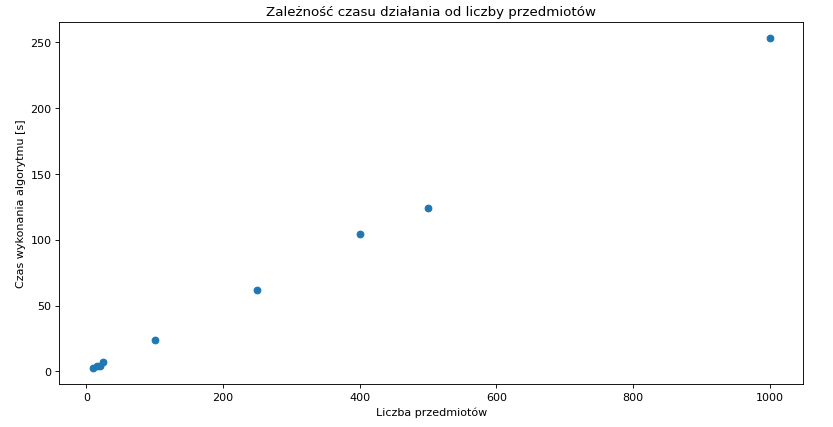 Zależność czasu działania od liczby przedmiotów
250
200
150
100
50
0
Czas wykonania algorytmu [s]
0 200 400 600 800 1000
Liczba przedmiotów